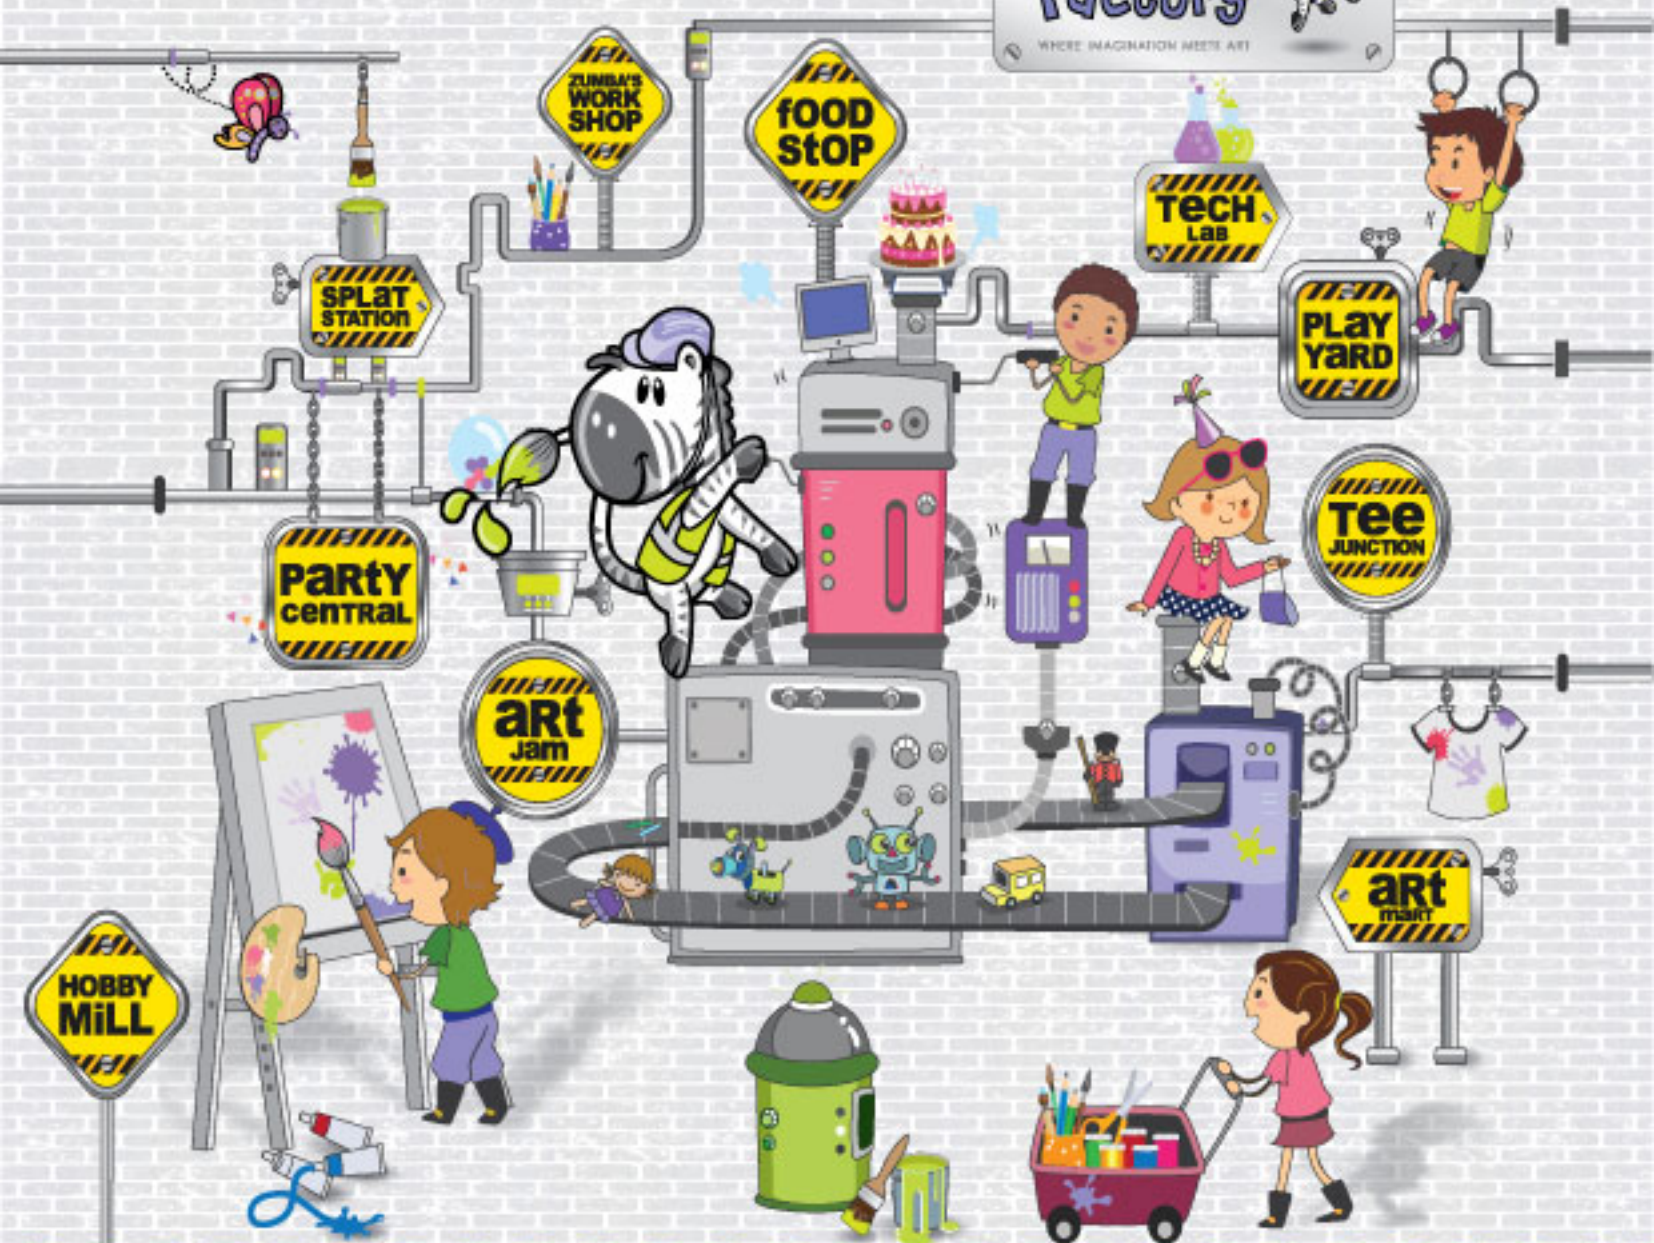 Factory
WHERE IMAGINATION MEETS ART
ZUMBA'S
WORK
SHOP
fOOD
StOP
TeCH
LaB
SPLaT
STATIOn
PLaY
YaRD
Tee
JUNCTION
PaRtY
CenTRaL
aRt
Jam
aRt
maRT
HOBBY
MiLL